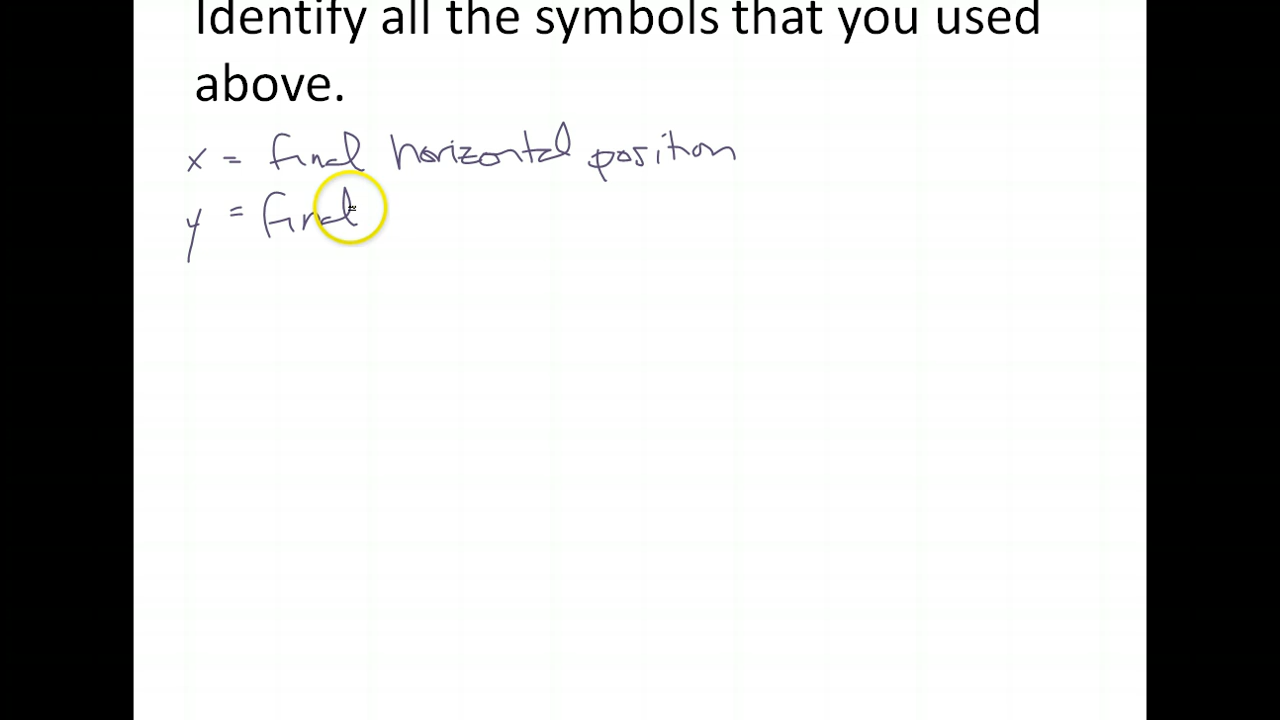 Identify all the symbols that you used
above.
x = final horizontal position
y = final